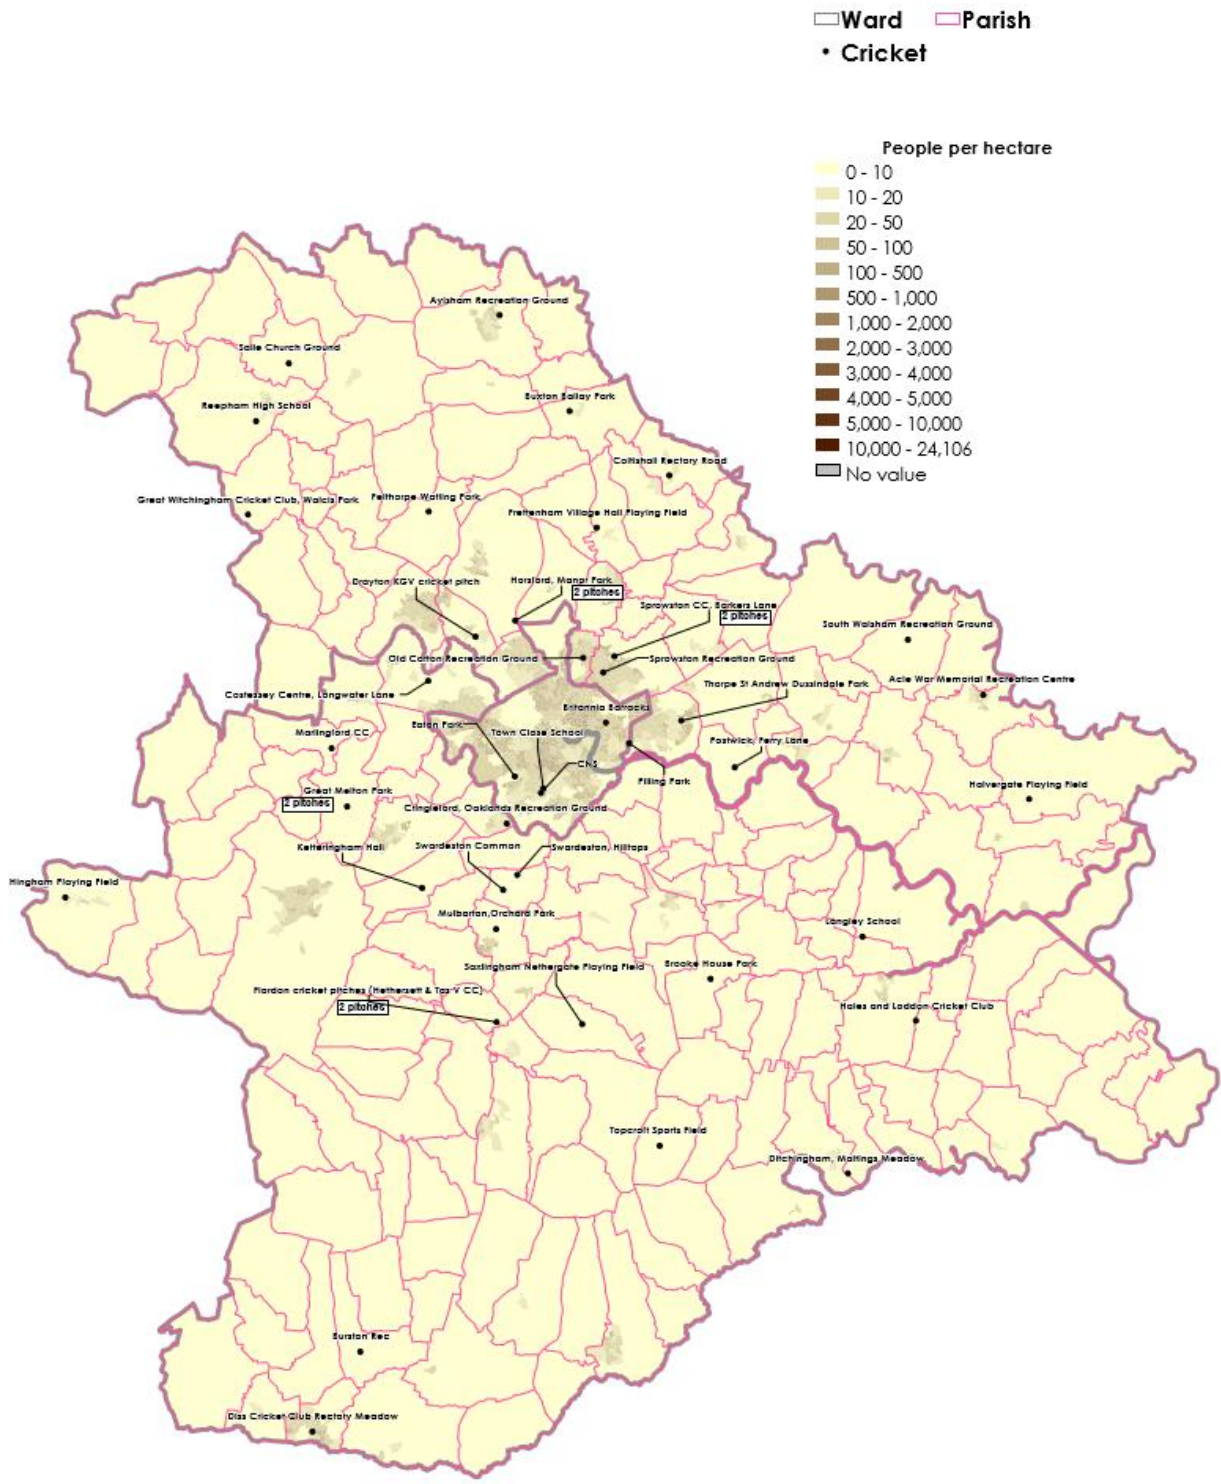 Ward Parish
Cricket
People per hectare
0 - 10
10 - 20
20 - 50
50 - 100
100 - 500
500 - 1,000
1,000 - 2,000
2,000 - 3,000
3,000 - 4,000
4,000 - 5,000
5,000 - 10,000
10,000 - 24,106
No value
Aylsham Recreation Ground
Salle Church Ground
Buxton Bailay Park
Reepham High School
Coltishall Rectory Road
Great Witchingham Cricket Club, Walcis Park
Felthorpe Watling Park
Frettenham Village Hall Playing Field
Drayton KGV cricket pitch
Horsford, Manor Park
2 pitches
Sprowston CC, Barkers Lane
2 pitches
South Walsham Recreation Ground
Old Catton Recreation Ground
Sprowston Recreation Ground
Acle War Memorial Recreation Centre
Thorpe St Andrew Dussindale Park
Costessey Centre, Longwater Lane
Britannia Barracks
Eaton Park
Town Close School
Marlingford CC
Postwick, Ferry Lane
CNS
Pilling Park
Halvergate Playing Field
Great Melton Park
2 pitches
Cringleford, Oaklands Recreation Ground
Ketteringham Hall
Swardeston Common
Swardeston, Hilltops
Hingham Playing Field
Mulbarton,Orchard Park
Langley School
Saxlingham Nethergate Playing Field
Brooke House Park
Flordon cricket pitches (Hethersett & Tas V CC)
2 pitches
Hales and Loddon Cricket Club
Topcroft Sports Field
Ditchingham, Maltings Meadow
Burston Rec
Diss Cricket Club Rectory Meadow